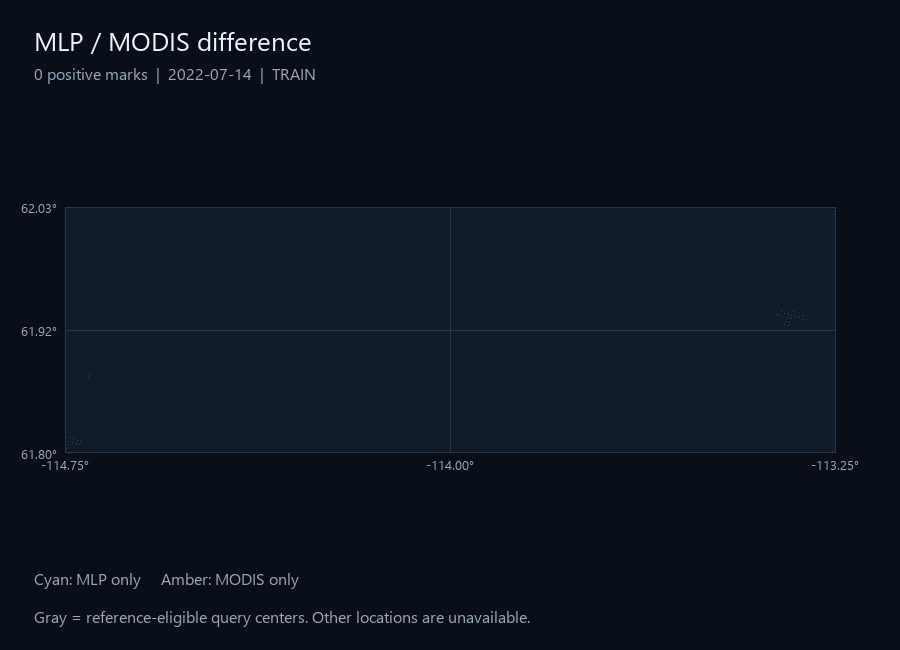 MLP / MODIS difference
0 positive marks | 2022-07-14 | TRAIN
62.03°
61.92°
61.80°
-114.75° -114.00° -113.25°
Cyan: MLP only Amber: MODIS only
Gray = reference-eligible query centers. Other locations are unavailable.